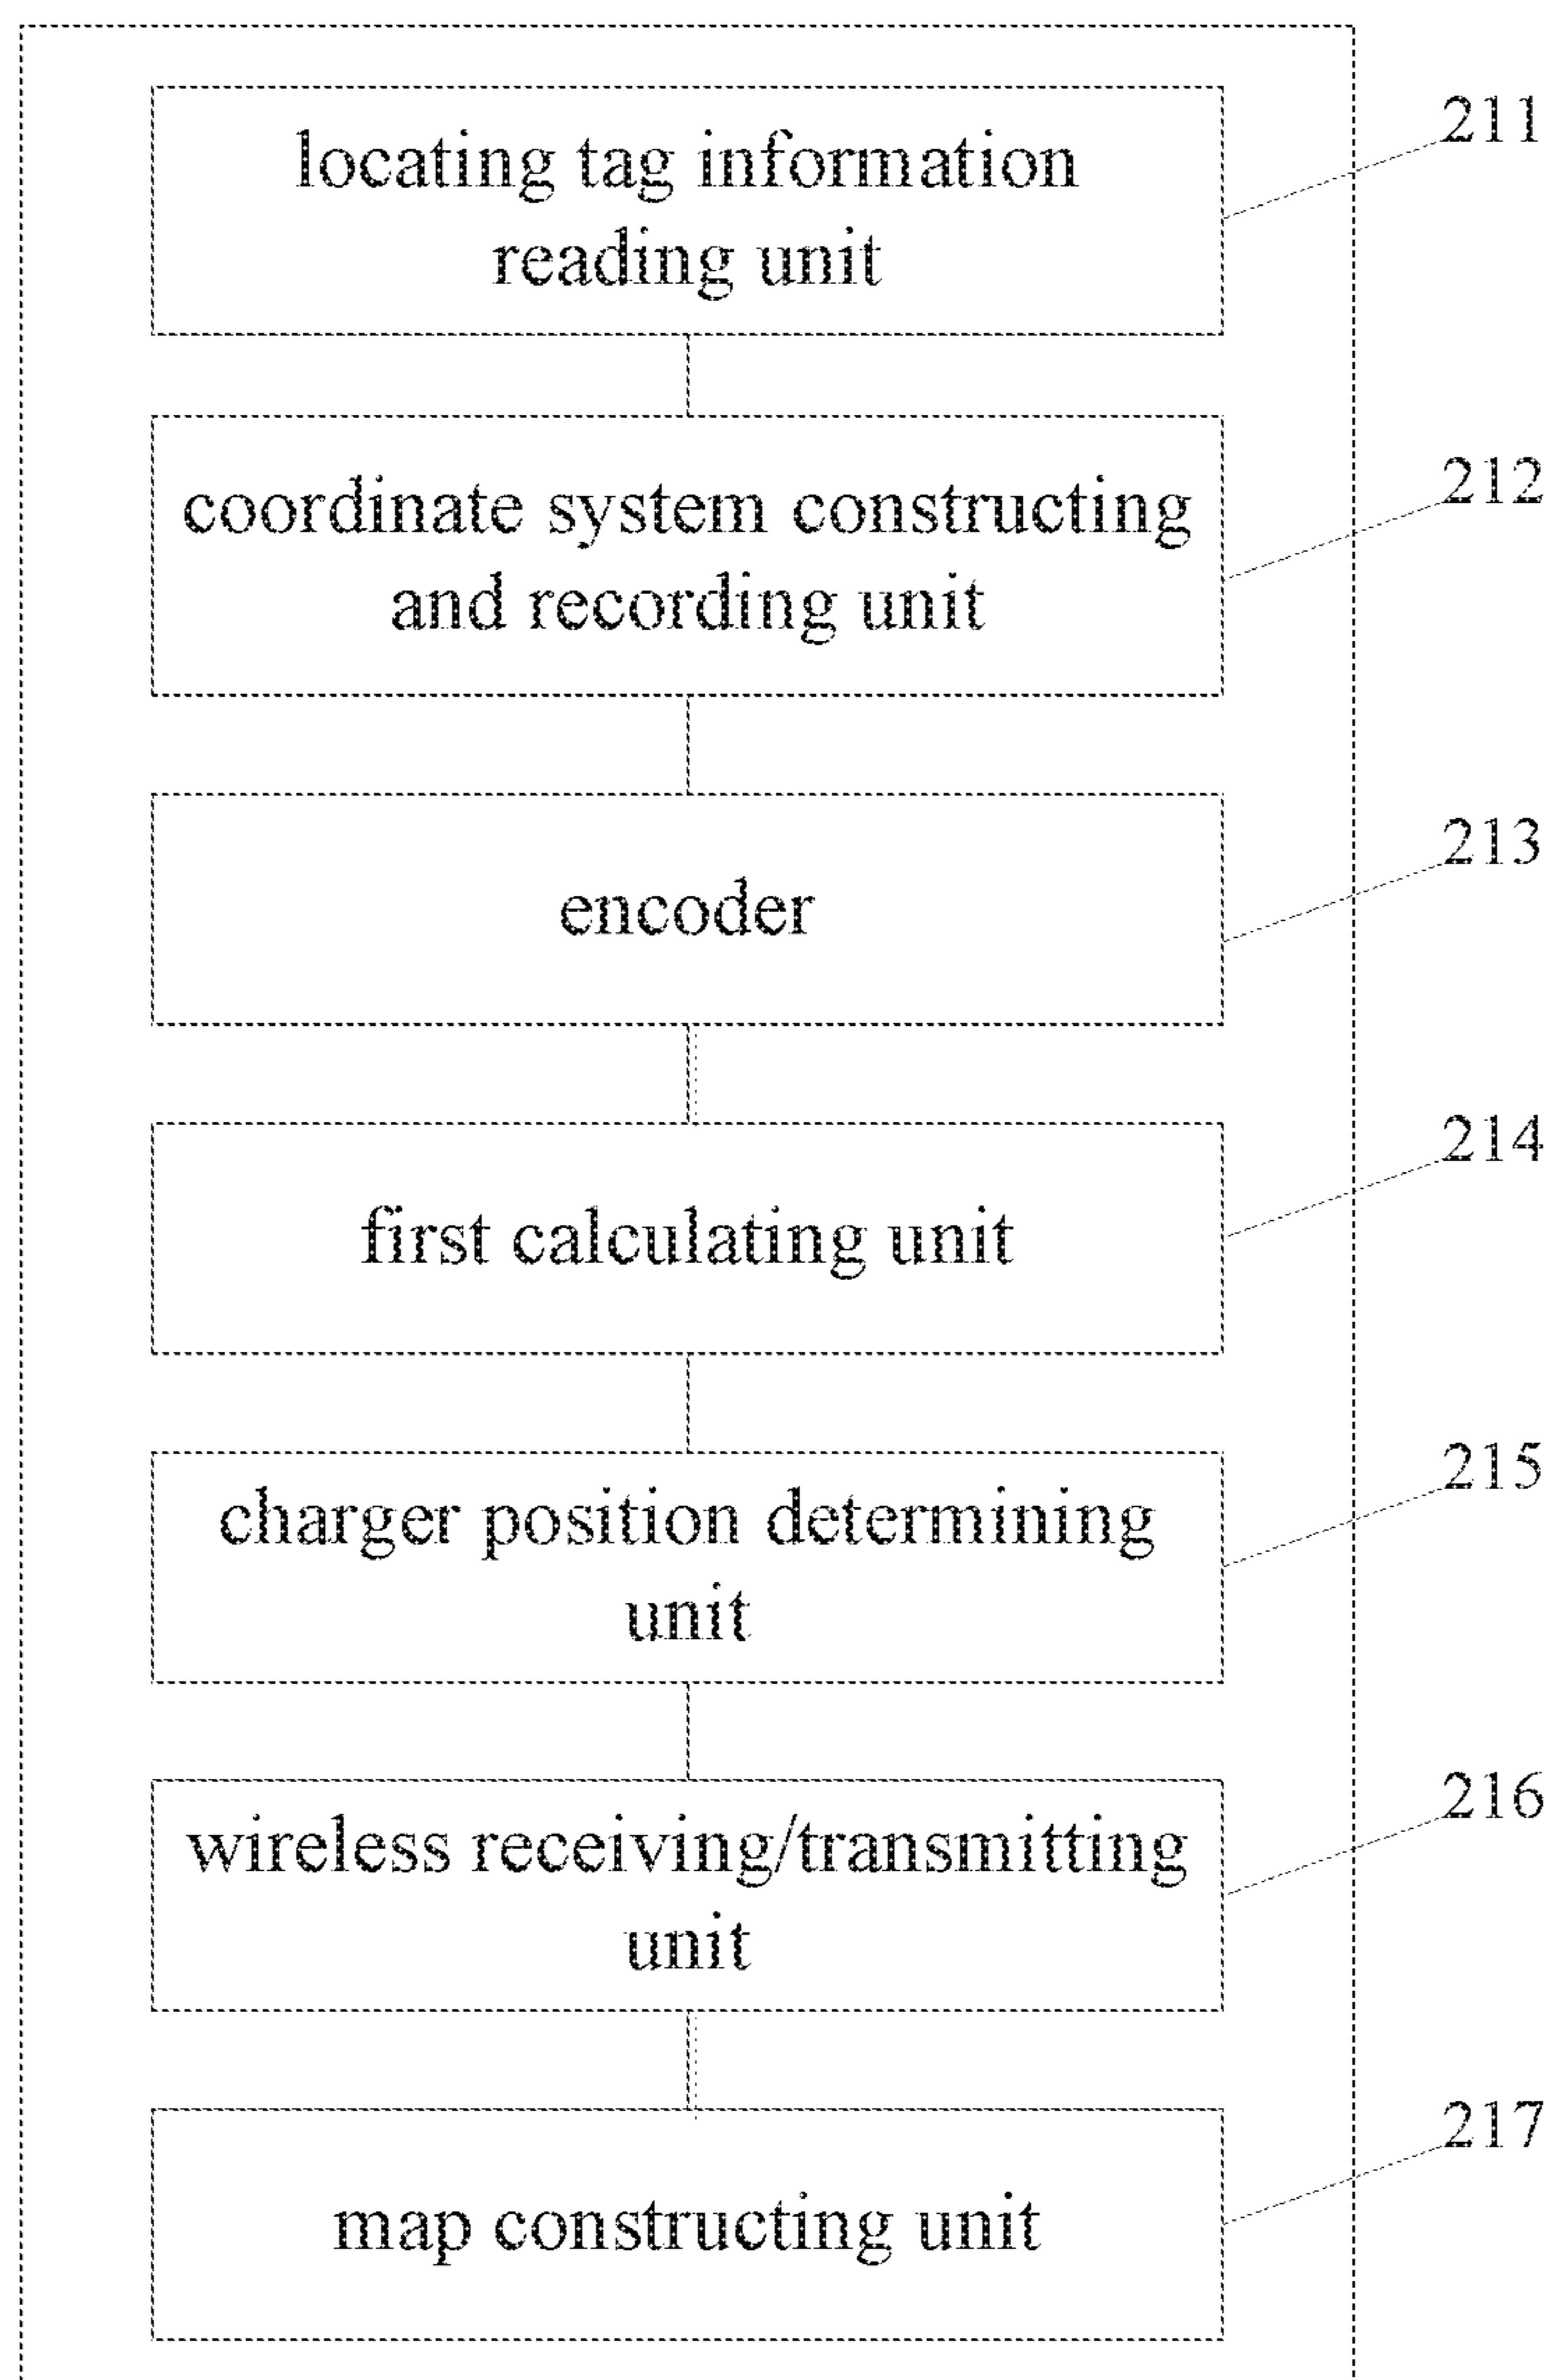 locating tag information
reading unit
211
coordinate system constructing
and recording unit
212
encoder
213
first calculating unit
214
charger position determining
unit
215
wireless receiving/transmitting
unit
216
map constructing unit
217